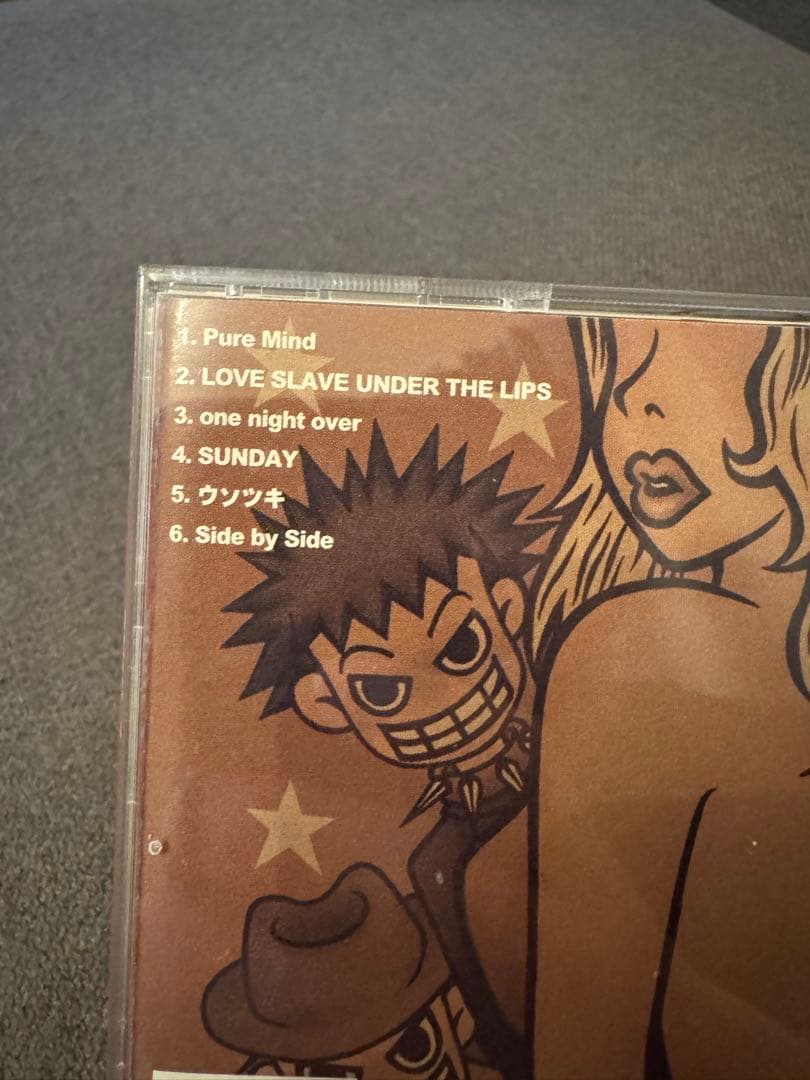 1. Pure Mind
2. LOVE SLAVE UNDER THE LIPS
3. one night over
4. SUNDAY
5. ウソツキ
6. Side by Side